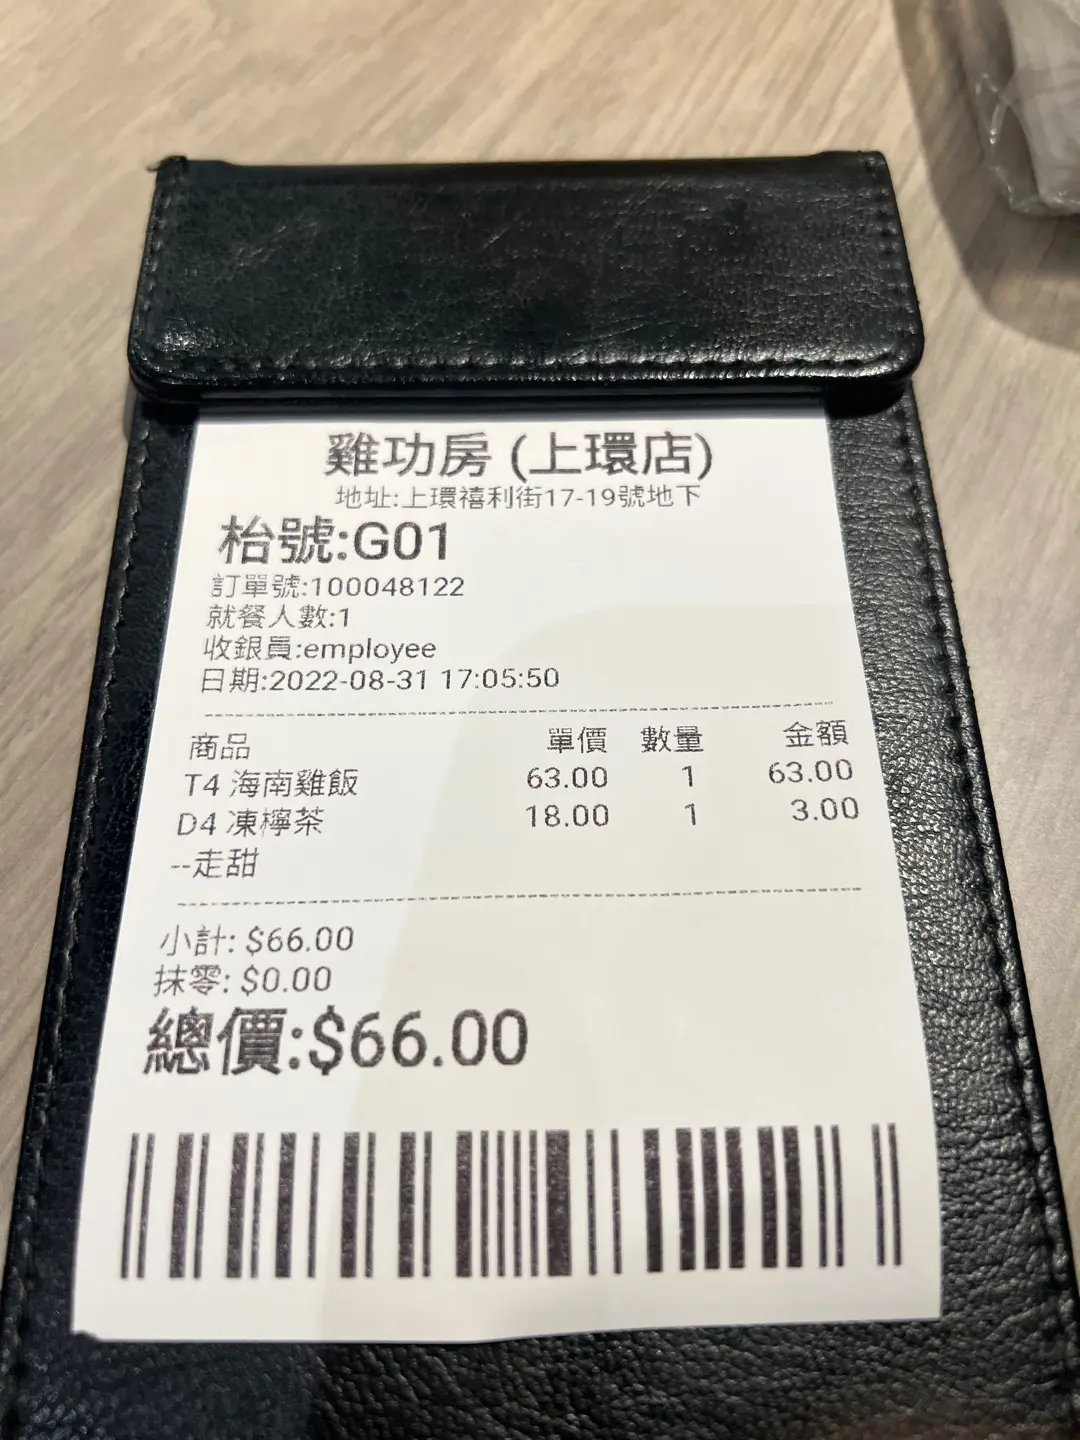 雞功房 (上環店)
地址:上環禧利街17-19號地下
枱號:G01
訂單號:100048122
就餐人數:1
收銀員:employee
日期:2022-08-31 17:05:50
商品 單價 數量 金額
T4 海南雞飯 63.00 1 63.00
D4 凍檸茶 18.00 1 3.00
--走甜
小計: $66.00
抹零: $0.00
總價:$66.00